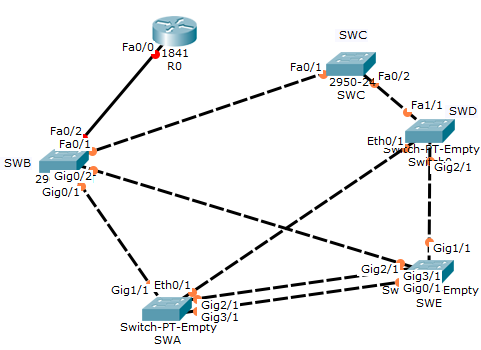 SWC
Fa0/0
1841
R0
Fa0/1
Fa0/2
2950-24
SWC
Fa1/1
SWD
Fa0/2
Fa0/1
Eth0/1
Switch-PT-Empty
SWB
29
Gig0/2
Gig2/1
Gig0/1
Gig1/1
Gig1/1
Eth0/1
Gig2/1
Gig3/1
Gig2/1
Gig3/1
Gig0/1
Sw
Empty
SWE
Switch-PT-Empty
SWA